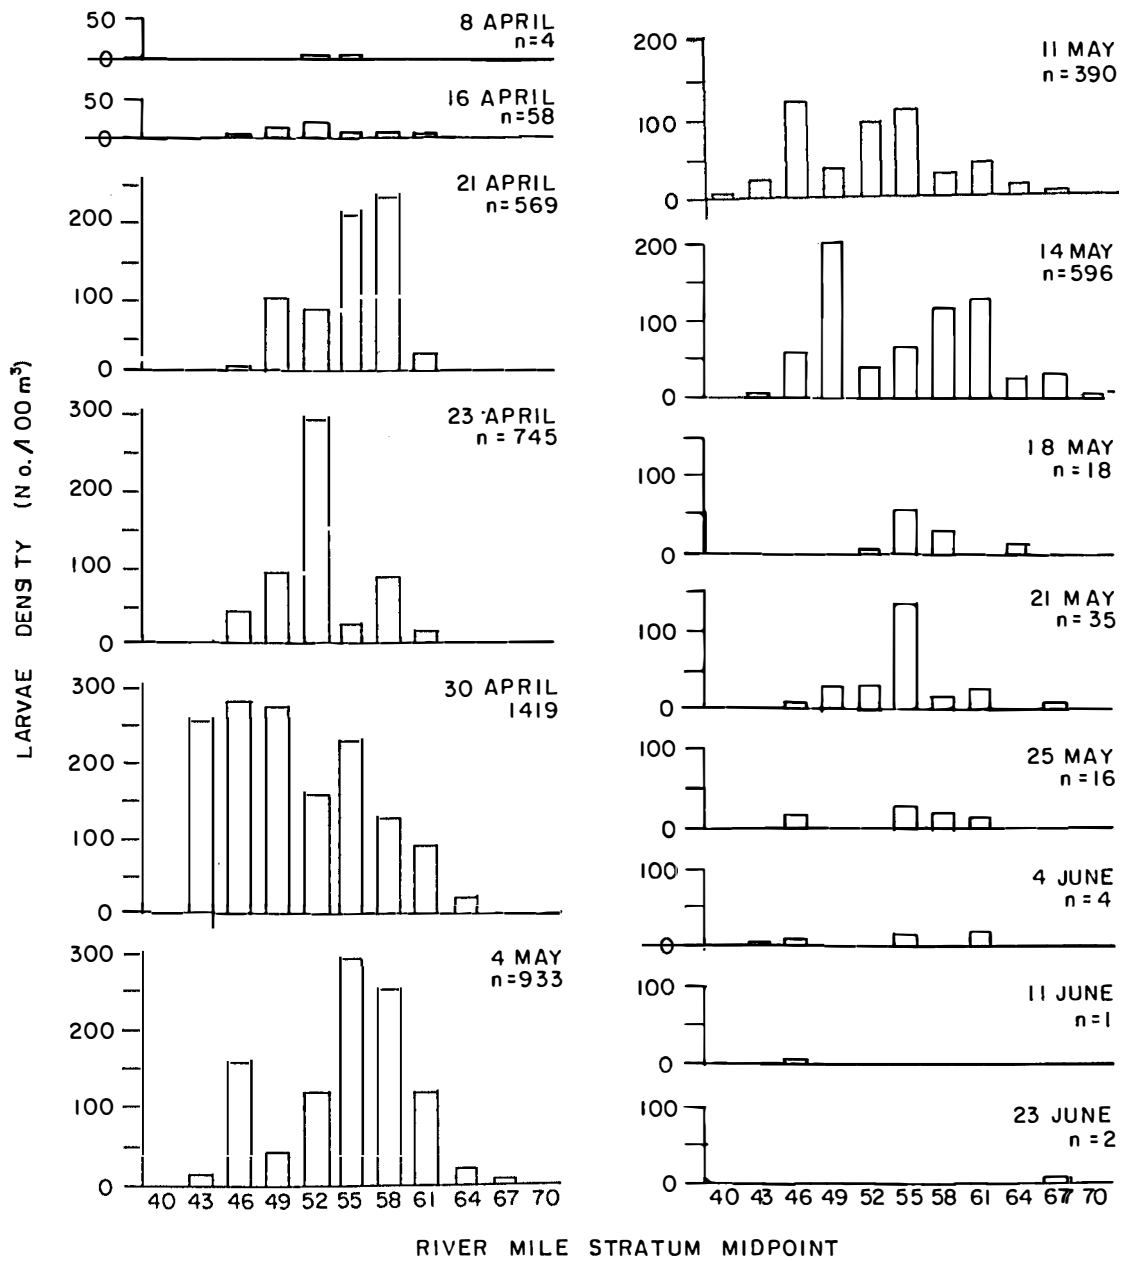 LARVAE DENSITY (No./100 m³)
50
0
8 APRIL
n=4
50
0
16 APRIL
n=58
200
100
0
21 APRIL
n=569
300
200
100
0
23 APRIL
n=745
300
200
100
0
30 APRIL
1419
300
200
100
0
4 MAY
n=933
40 43 46 49 52 55 58 61 64 67 70
200
100
0
11 MAY
n=390
200
100
0
14 MAY
n=596
100
0
18 MAY
n=18
100
0
21 MAY
n=35
100
0
25 MAY
n=16
100
0
4 JUNE
n=4
100
0
11 JUNE
n=1
100
0
23 JUNE
n=2
40 43 46 49 52 55 58 61 64 67 70
RIVER MILE STRATUM MIDPOINT